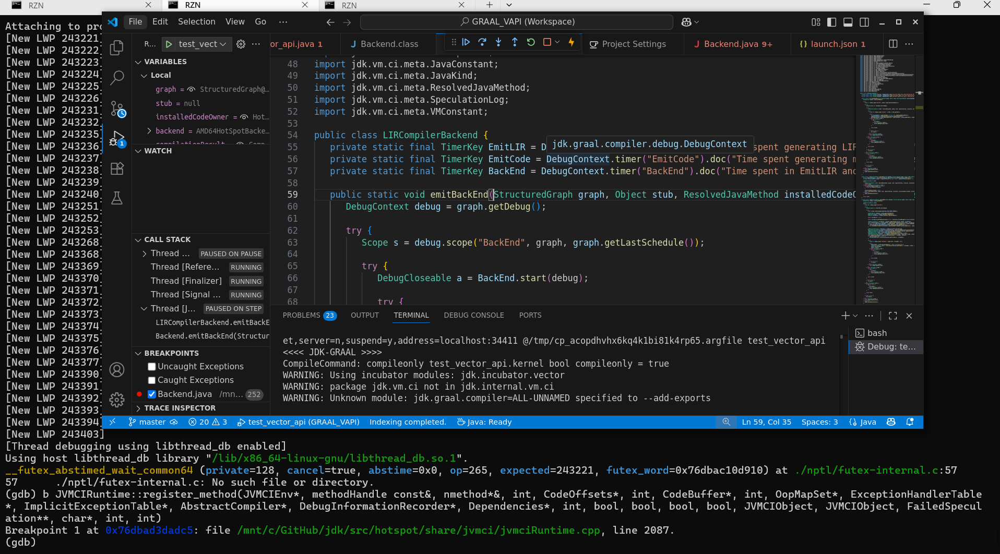 RZN
RZN
RZN
Attaching to pro
[New LWP 243221]
[New LWP 243222]
[New LWP 243223]
[New LWP 243224]
[New LWP 243225]
[New LWP 243226]
[New LWP 243231]
[New LWP 243232]
[New LWP 243235]
[New LWP 243236]
[New LWP 243237]
[New LWP 243238]
[New LWP 243239]
[New LWP 243240]
[New LWP 243251]
[New LWP 243252]
[New LWP 243253]
[New LWP 243268]
[New LWP 243368]
[New LWP 243369]
[New LWP 243370]
[New LWP 243371]
[New LWP 243372]
[New LWP 243373]
[New LWP 243374]
[New LWP 243375]
[New LWP 243376]
[New LWP 243377]
[New LWP 243390]
[New LWP 243391]
[New LWP 243392]
[New LWP 243393]
[New LWP 243394]
[New LWP 243403]
File Edit Selection View Go ···
GRAAL_VAPI (Workspace)
R... test_vect ···
or_api.java 1
Backend.class
Project Settings
Backend.java 9+
launch.json 1
VARIABLES
Local
graph = StructuredGraph@...
stub = null
installedCodeOwner = Hot...
backend = AMD64HotSpotBacke...
WATCH
CALL STACK
Thread ... PAUSED ON PAUSE
Thread [Refere... RUNNING
Thread [Finalizer] RUNNING
Thread [Signal ... RUNNING
Thread [J... PAUSED ON STEP
LIRCompilerBackend.emitBackE
Backend.emitBackEnd(Structur
BREAKPOINTS
Uncaught Exceptions
Caught Exceptions
Backend.java /mn... 252
TRACE INSPECTOR
1
48 import jdk.vm.ci.meta.JavaConstant;
49 import jdk.vm.ci.meta.JavaKind;
50 import jdk.vm.ci.meta.ResolvedJavaMethod;
51 import jdk.vm.ci.meta.SpeculationLog;
52 import jdk.vm.ci.meta.VMConstant;
53
54 public class LIRCompilerBackend {
jdk.graal.compiler.debug.DebugContext
55 private static final TimerKey EmitLIR = D spent generating LIR
56 private static final TimerKey EmitCode = DebugContext.timer("EmitCode").doc("Time spent generating m
57 private static final TimerKey BackEnd = DebugContext.timer("BackEnd").doc("Time spent in EmitLIR and
58
59 public static void emitBackEnd(StructuredGraph graph, Object stub, ResolvedJavaMethod installedCodeO
60 DebugContext debug = graph.getDebug();
61
62 try {
63 Scope s = debug.scope("BackEnd", graph, graph.getLastSchedule());
64
65 try {
66 DebugCloseable a = BackEnd.start(debug);
67
68 try {
PROBLEMS 23 OUTPUT TERMINAL DEBUG CONSOLE PORTS
et,server=n,suspend=y,address=localhost:34411 @/tmp/cp_acopdhvhx6kq4k1bi81k4rp65.argfile test_vector_api
<<<< JDK-GRAAL >>>>
CompileCommand: compileonly test_vector_api.kernel bool compileonly = true
WARNING: Using incubator modules: jdk.incubator.vector
WARNING: package jdk.vm.ci not in jdk.internal.vm.ci
WARNING: Unknown module: jdk.graal.compiler=ALL-UNNAMED specified to --add-exports
bash
Debug: te...
master 20 3 test_vector_api (GRAAL_VAPI) Indexing completed. Java: Ready Ln 59, Col 35 Spaces: 3 Java
[Thread debugging using libthread_db enabled]
Using host libthread_db library "/lib/x86_64-linux-gnu/libthread_db.so.1".
__futex_abstimed_wait_common64 (private=128, cancel=true, abstime=0x0, op=265, expected=243221, futex_word=0x76dbac10d910) at ./nptl/futex-internal.c:57
57 ./nptl/futex-internal.c: No such file or directory.
(gdb) b JVMCIRuntime::register_method(JVMCIEnv*, methodHandle const&, nmethod*&, int, CodeOffsets*, int, CodeBuffer*, int, OopMapSet*, ExceptionHandlerTable
*, ImplicitExceptionTable*, AbstractCompiler*, DebugInformationRecorder*, Dependencies*, int, bool, bool, bool, bool, JVMCIObject, JVMCIObject, FailedSpecul
ation**, char*, int, int)
Breakpoint 1 at 0x76dbad3dadc5: file /mnt/c/GitHub/jdk/src/hotspot/share/jvmci/jvmciRuntime.cpp, line 2087.
(gdb)